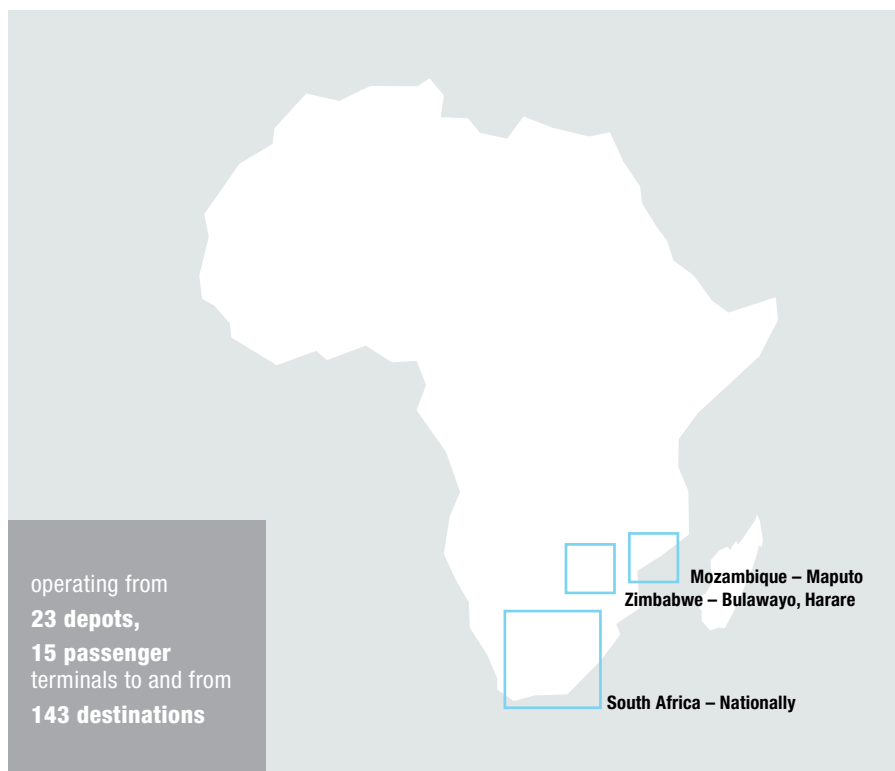 Mozambique – Maputo
Zimbabwe – Bulawayo, Harare
operating from
23 depots,
15 passenger
terminals to and from
143 destinations
South Africa – Nationally